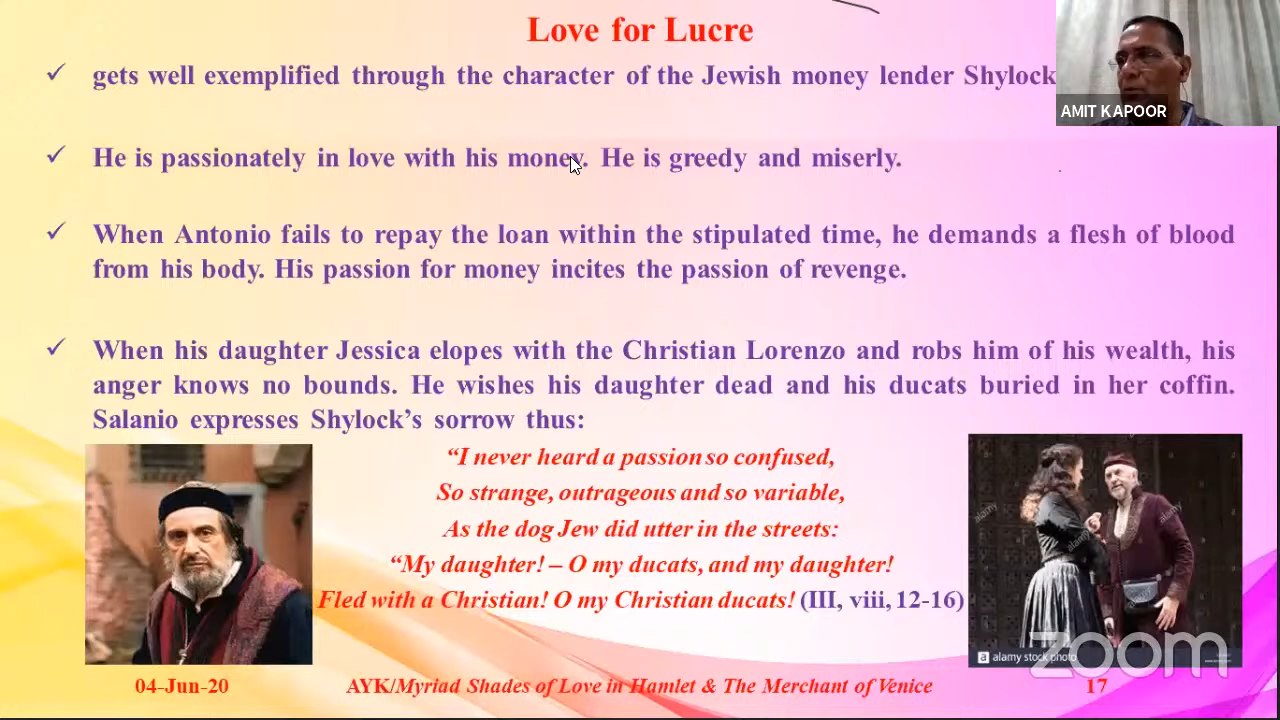 Love for Lucre
gets well exemplified through the character of the Jewish money lender Shylock
AMIT KAPOOR
He is passionately in love with his money. He is greedy and miserly.
When Antonio fails to repay the loan within the stipulated time, he demands a flesh of blood
from his body. His passion for money incites the passion of revenge.
When his daughter Jessica elopes with the Christian Lorenzo and robs him of his wealth, his
anger knows no bounds. He wishes his daughter dead and his ducats buried in her coffin.
Salanio expresses Shylock’s sorrow thus:
“I never heard a passion so confused,
So strange, outrageous and so variable,
As the dog Jew did utter in the streets:
“My daughter! – O my ducats, and my daughter!
Fled with a Christian! O my Christian ducats! (III, viii, 12-16)
alamy
alamy
alamy
a alamy stock photo
zoom
04-Jun-20
AYK/Myriad Shades of Love in Hamlet & The Merchant of Venice
17